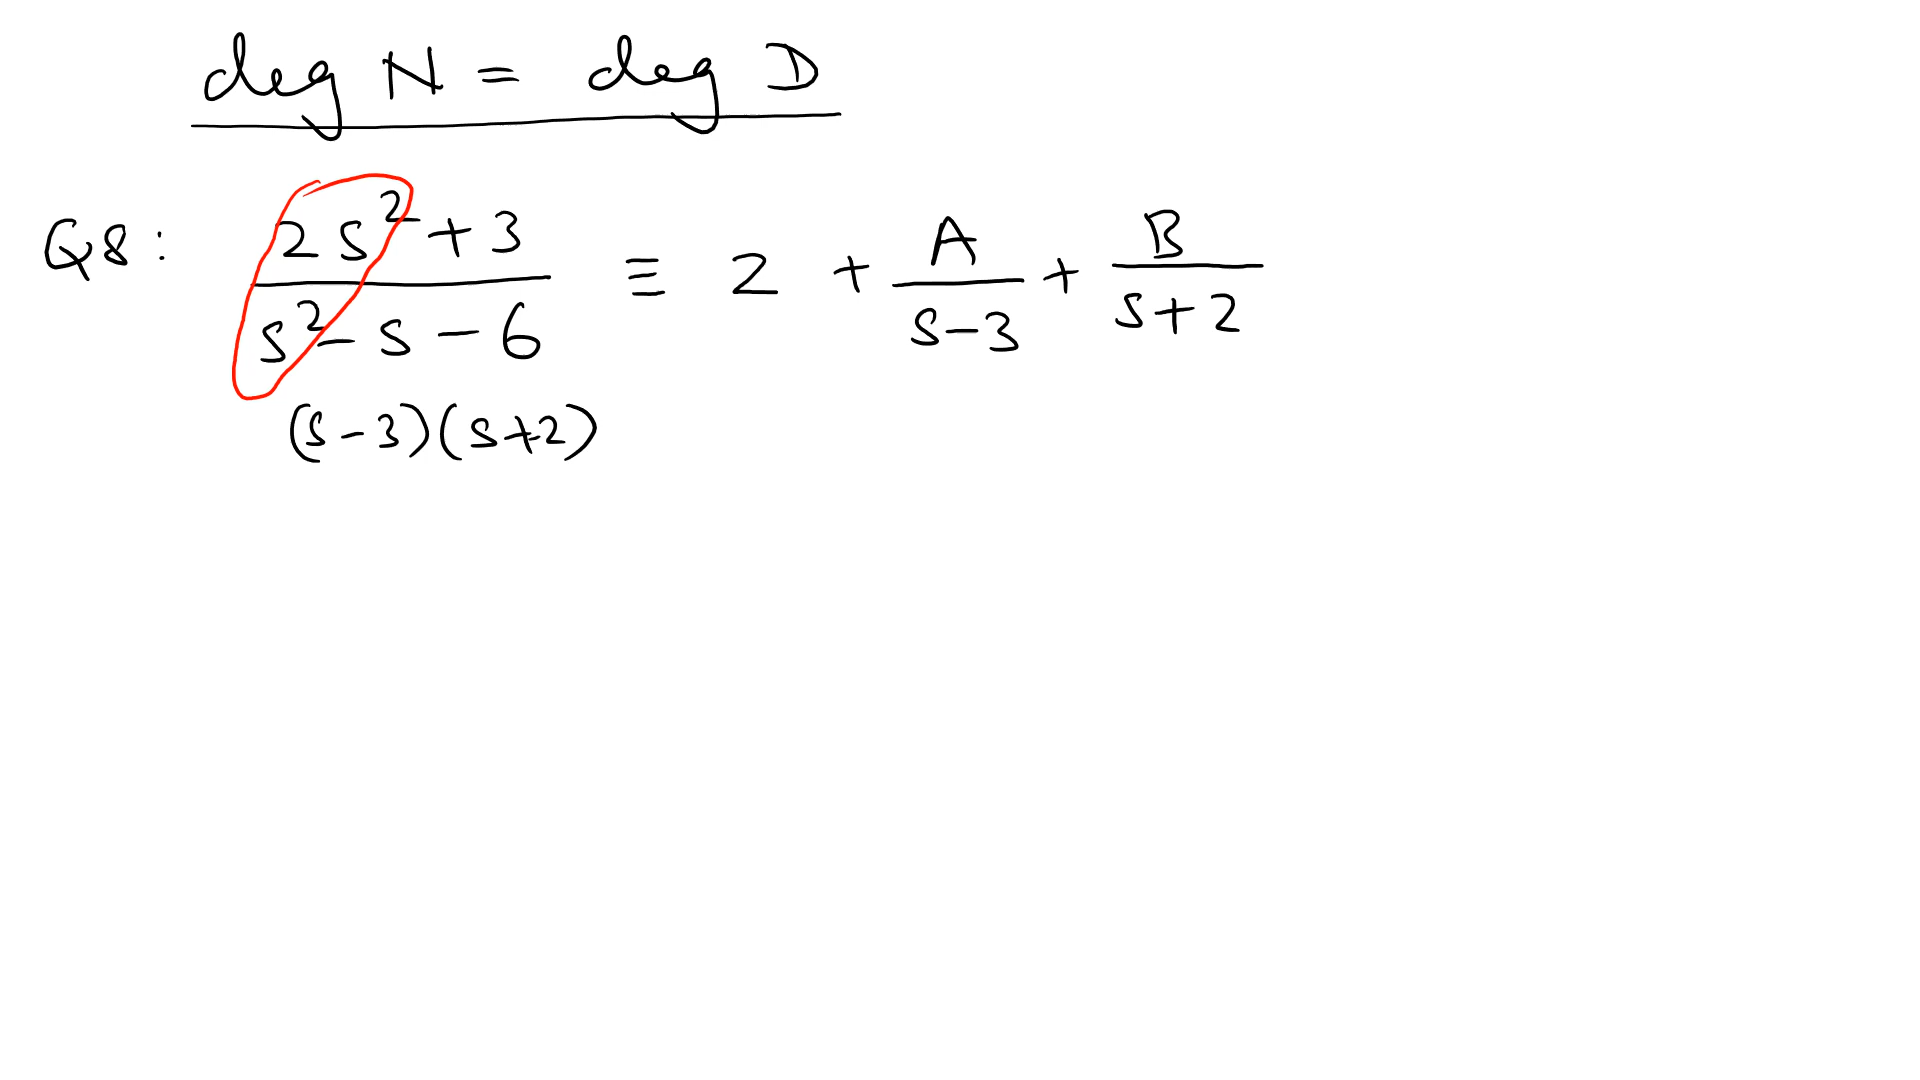 deg N = deg D
Q8: (2s² + 3)/(s² - s - 6) ≡ 2 + A/(s-3) + B/(s+2)
(s-3)(s+2)